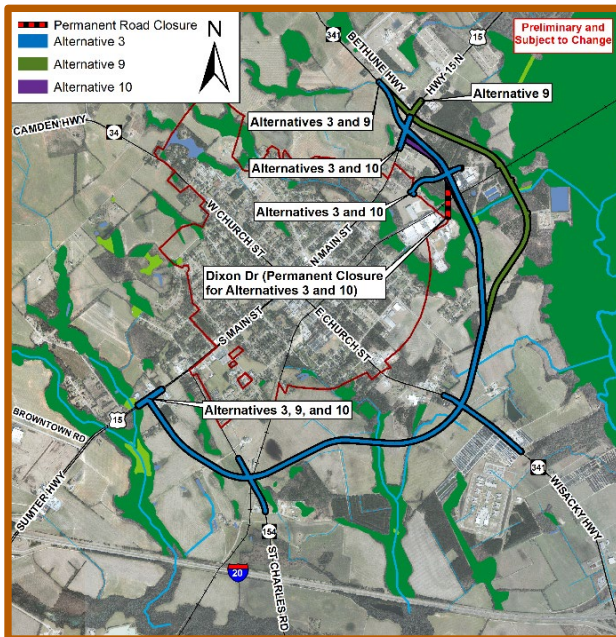 Permanent Road Closure
Alternative 3
Alternative 9
Alternative 10
N
Preliminary and
Subject to Change
341
BETHUNE HWY
15
HWY 15 N
Alternative 9
Alternatives 3 and 9
CAMDEN HWY
34
Alternatives 3 and 10
W CHURCH ST
Alternatives 3 and 10
N MAIN ST
Dixon Dr (Permanent Closure
for Alternatives 3 and 10)
S MAIN ST
E CHURCH ST
Alternatives 3, 9, and 10
BROWNTOWN RD
15
SUMTER HWY
341
WISACKY HWY
154
ST CHARLES RD
20